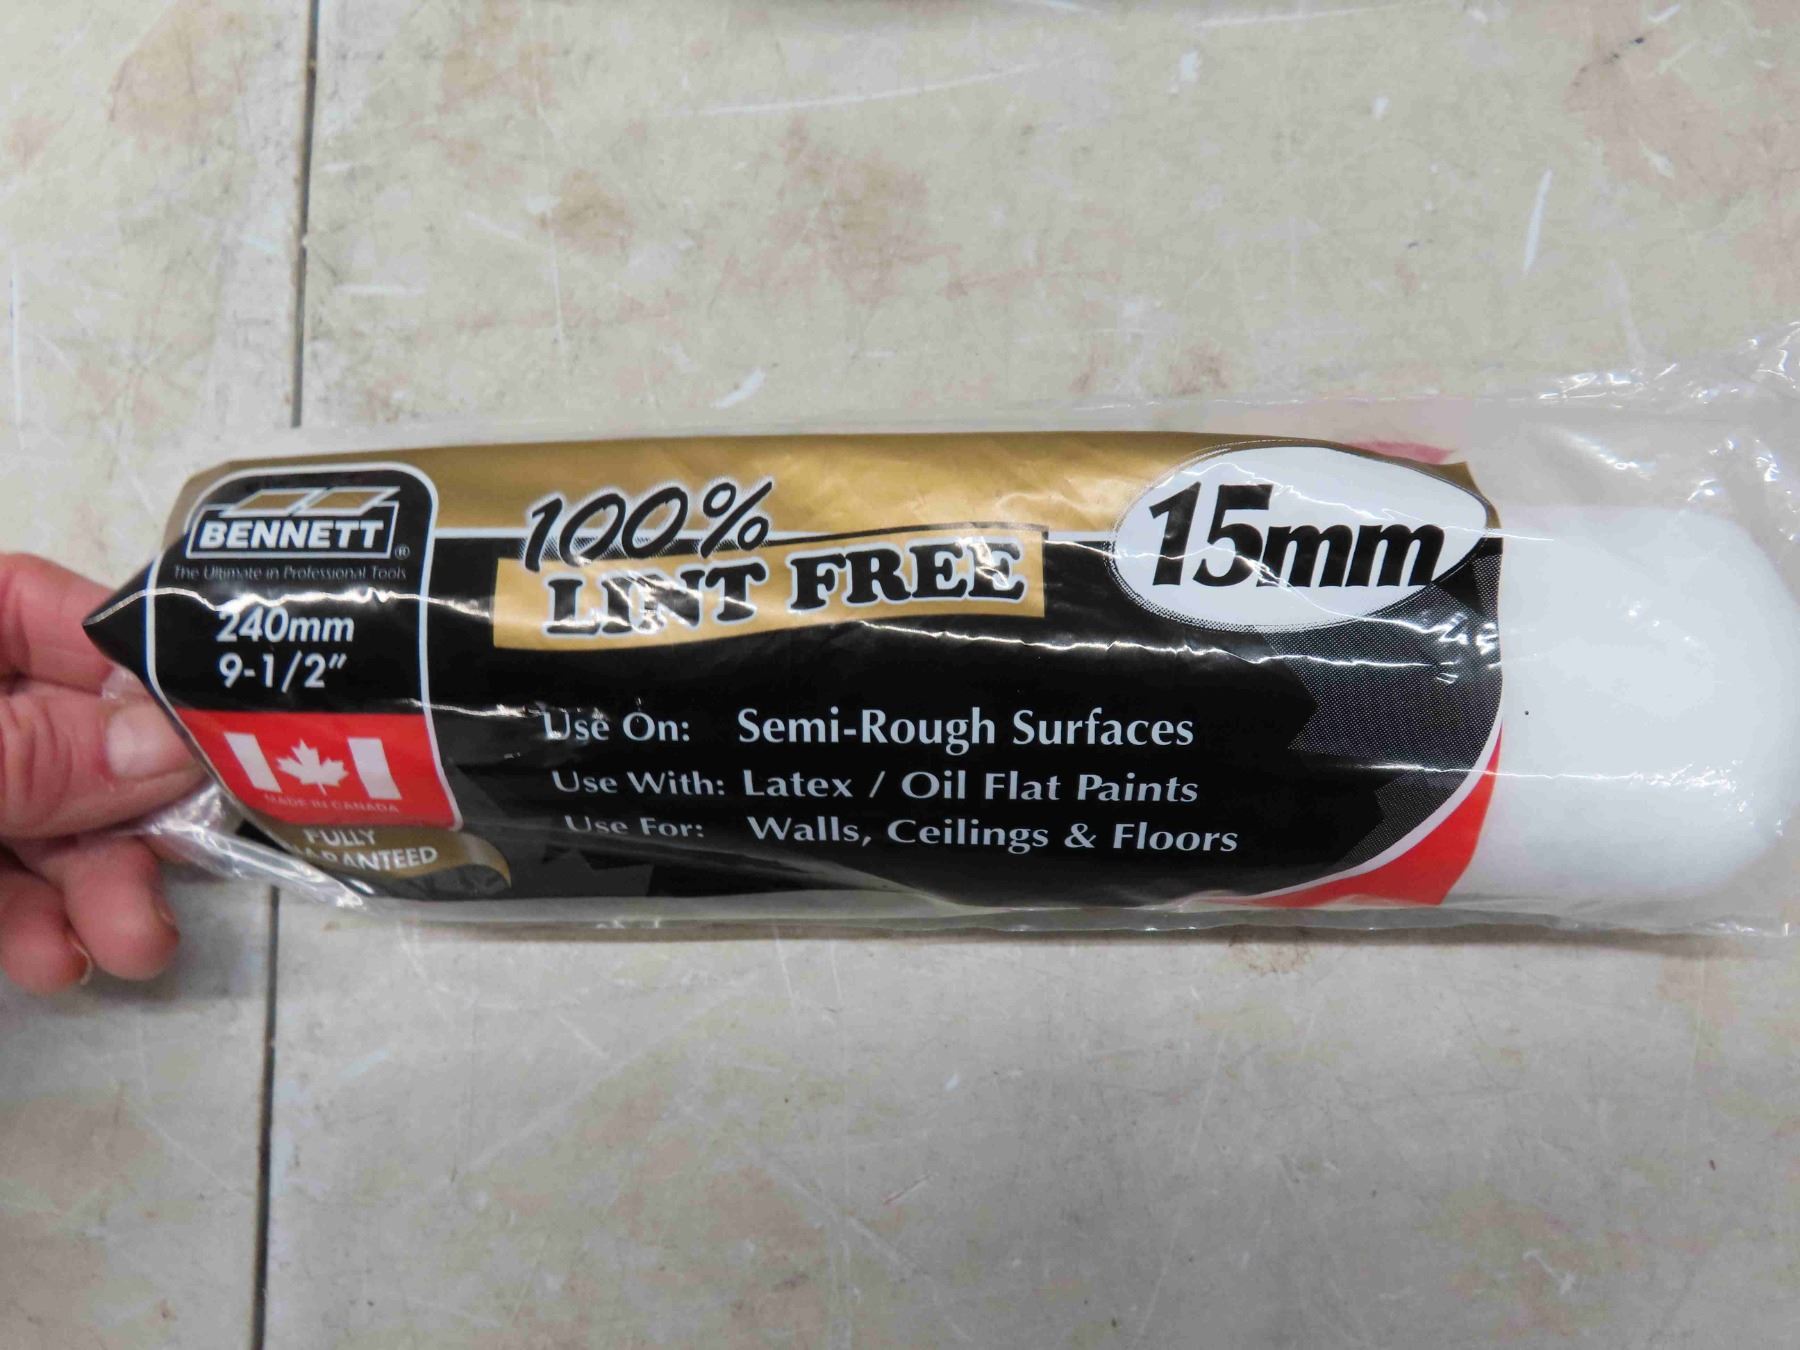 BENNETT®
The Ultimate in Professional Tools
240mm
9-1/2"
MADE IN CANADA
FULLY
GUARANTEED
100%
LINT FREE
15mm
Use On: Semi-Rough Surfaces
Use With: Latex / Oil Flat Paints
Use For: Walls, Ceilings & Floors